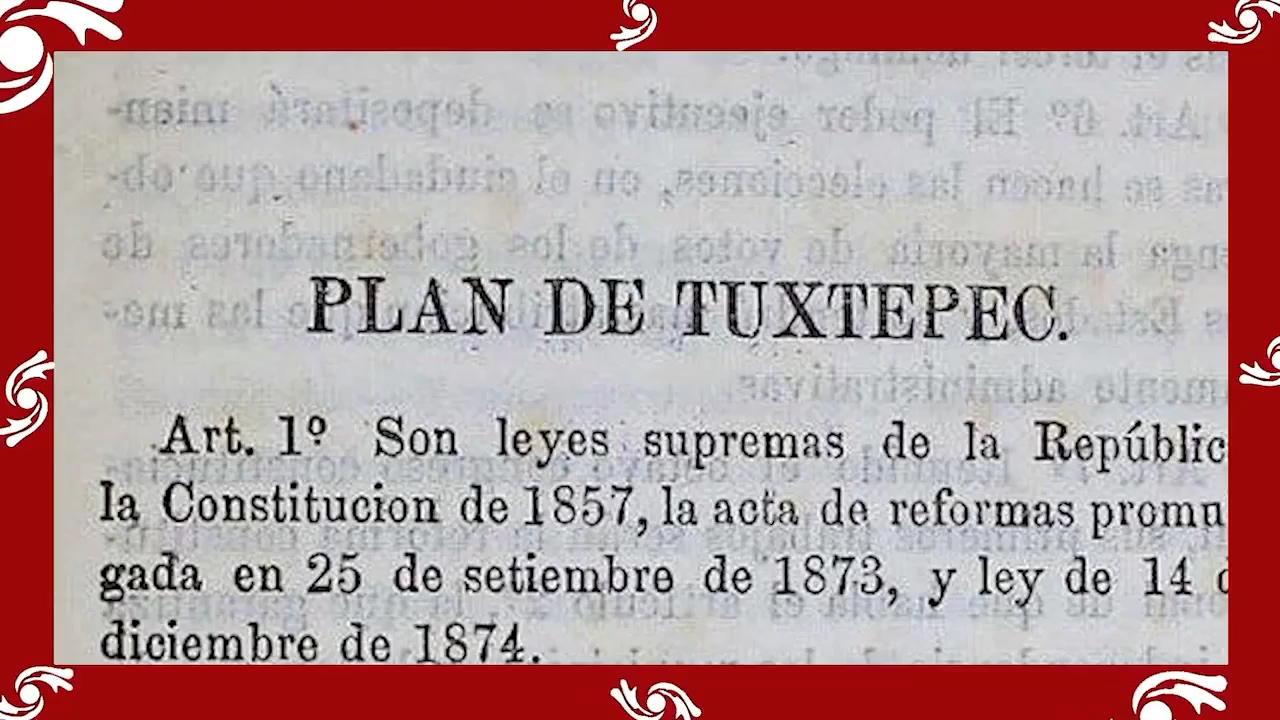 PLAN DE TUXTEPEC.
Art. 1º Son leyes supremas de la Repúblic
la Constitucion de 1857, la acta de reformas promu
gada en 25 de setiembre de 1873, y ley de 14
diciembre de 1874.